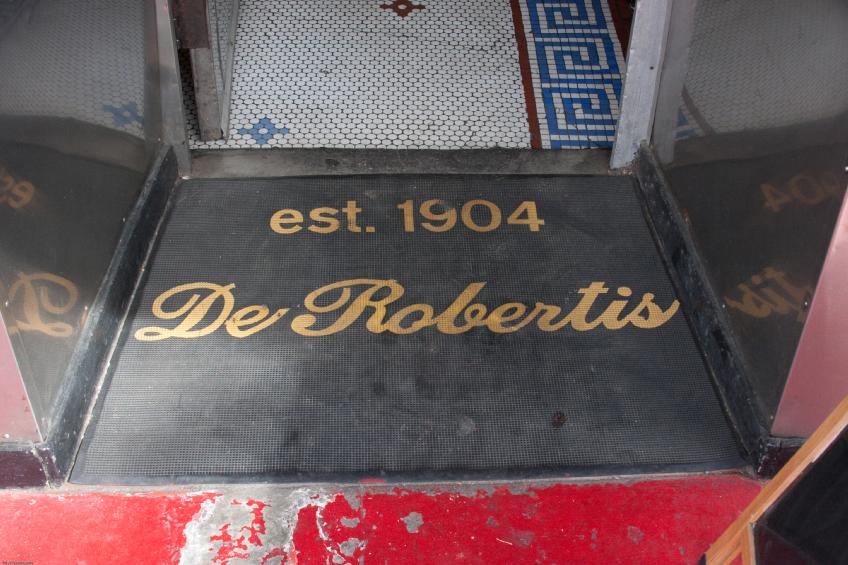 est. 1904
De Robertis